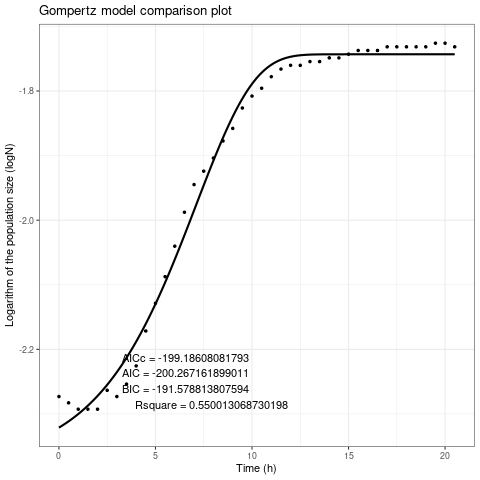 Gompertz model comparison plot
Logarithm of the population size (logN)
-1.8
-2.0
-2.2
AICc = -199.18608081793
AIC = -200.267161899011
BIC = -191.578813807594
Rsquare = 0.550013068730198
0 5 10 15 20
Time (h)